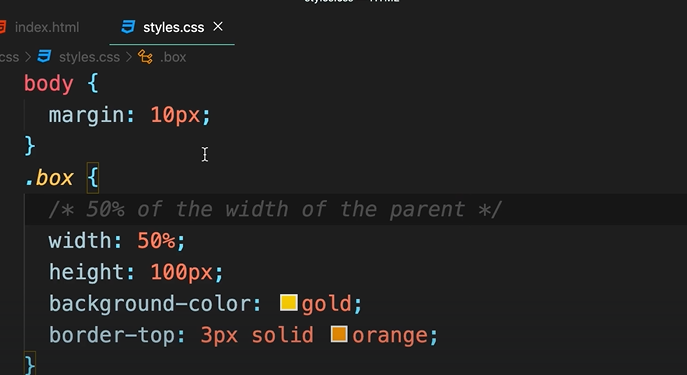 index.html styles.css
css > styles.css > .box
body {
margin: 10px;
}
.box {
/* 50% of the width of the parent */
width: 50%;
height: 100px;
background-color: gold;
border-top: 3px solid orange;
}